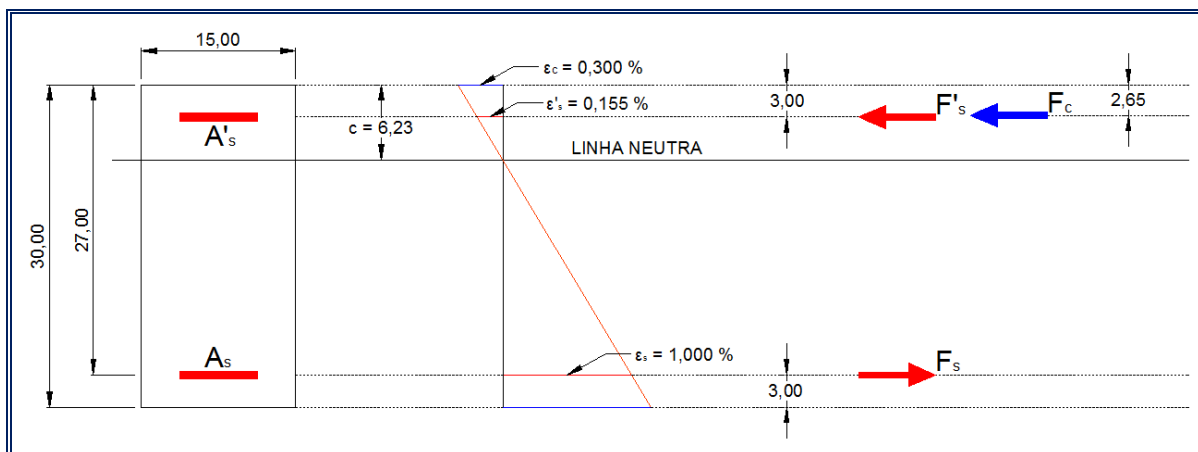 15,00
εc = 0,300 %
ε's = 0,155 %
3,00
F's
Fc
2,65
A's
c = 6,23
LINHA NEUTRA
30,00
27,00
As
εs = 1,000 %
Fs
3,00